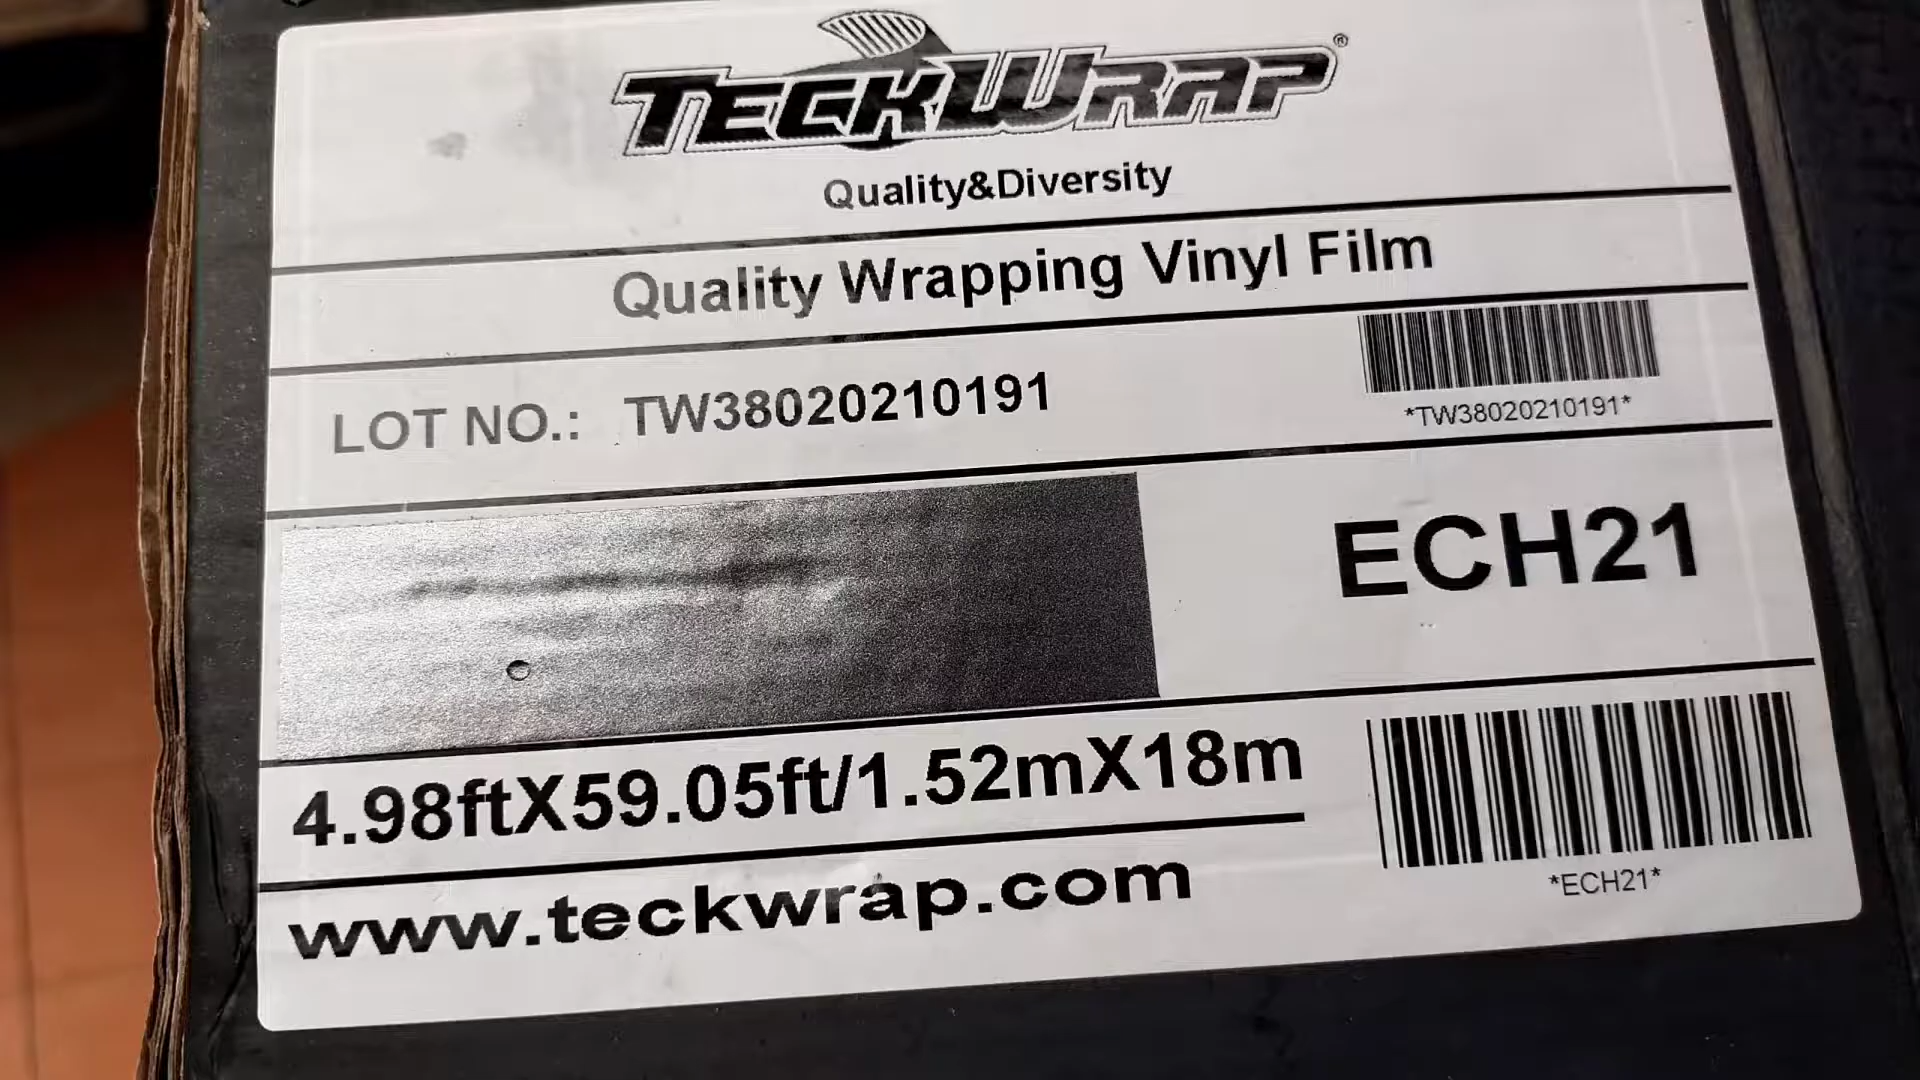 TECKWRAP®
Quality&Diversity
Quality Wrapping Vinyl Film
LOT NO.: TW38020210191
*TW38020210191*
ECH21
4.98ftX59.05ft/1.52mX18m
*ECH21*
www.teckwrap.com